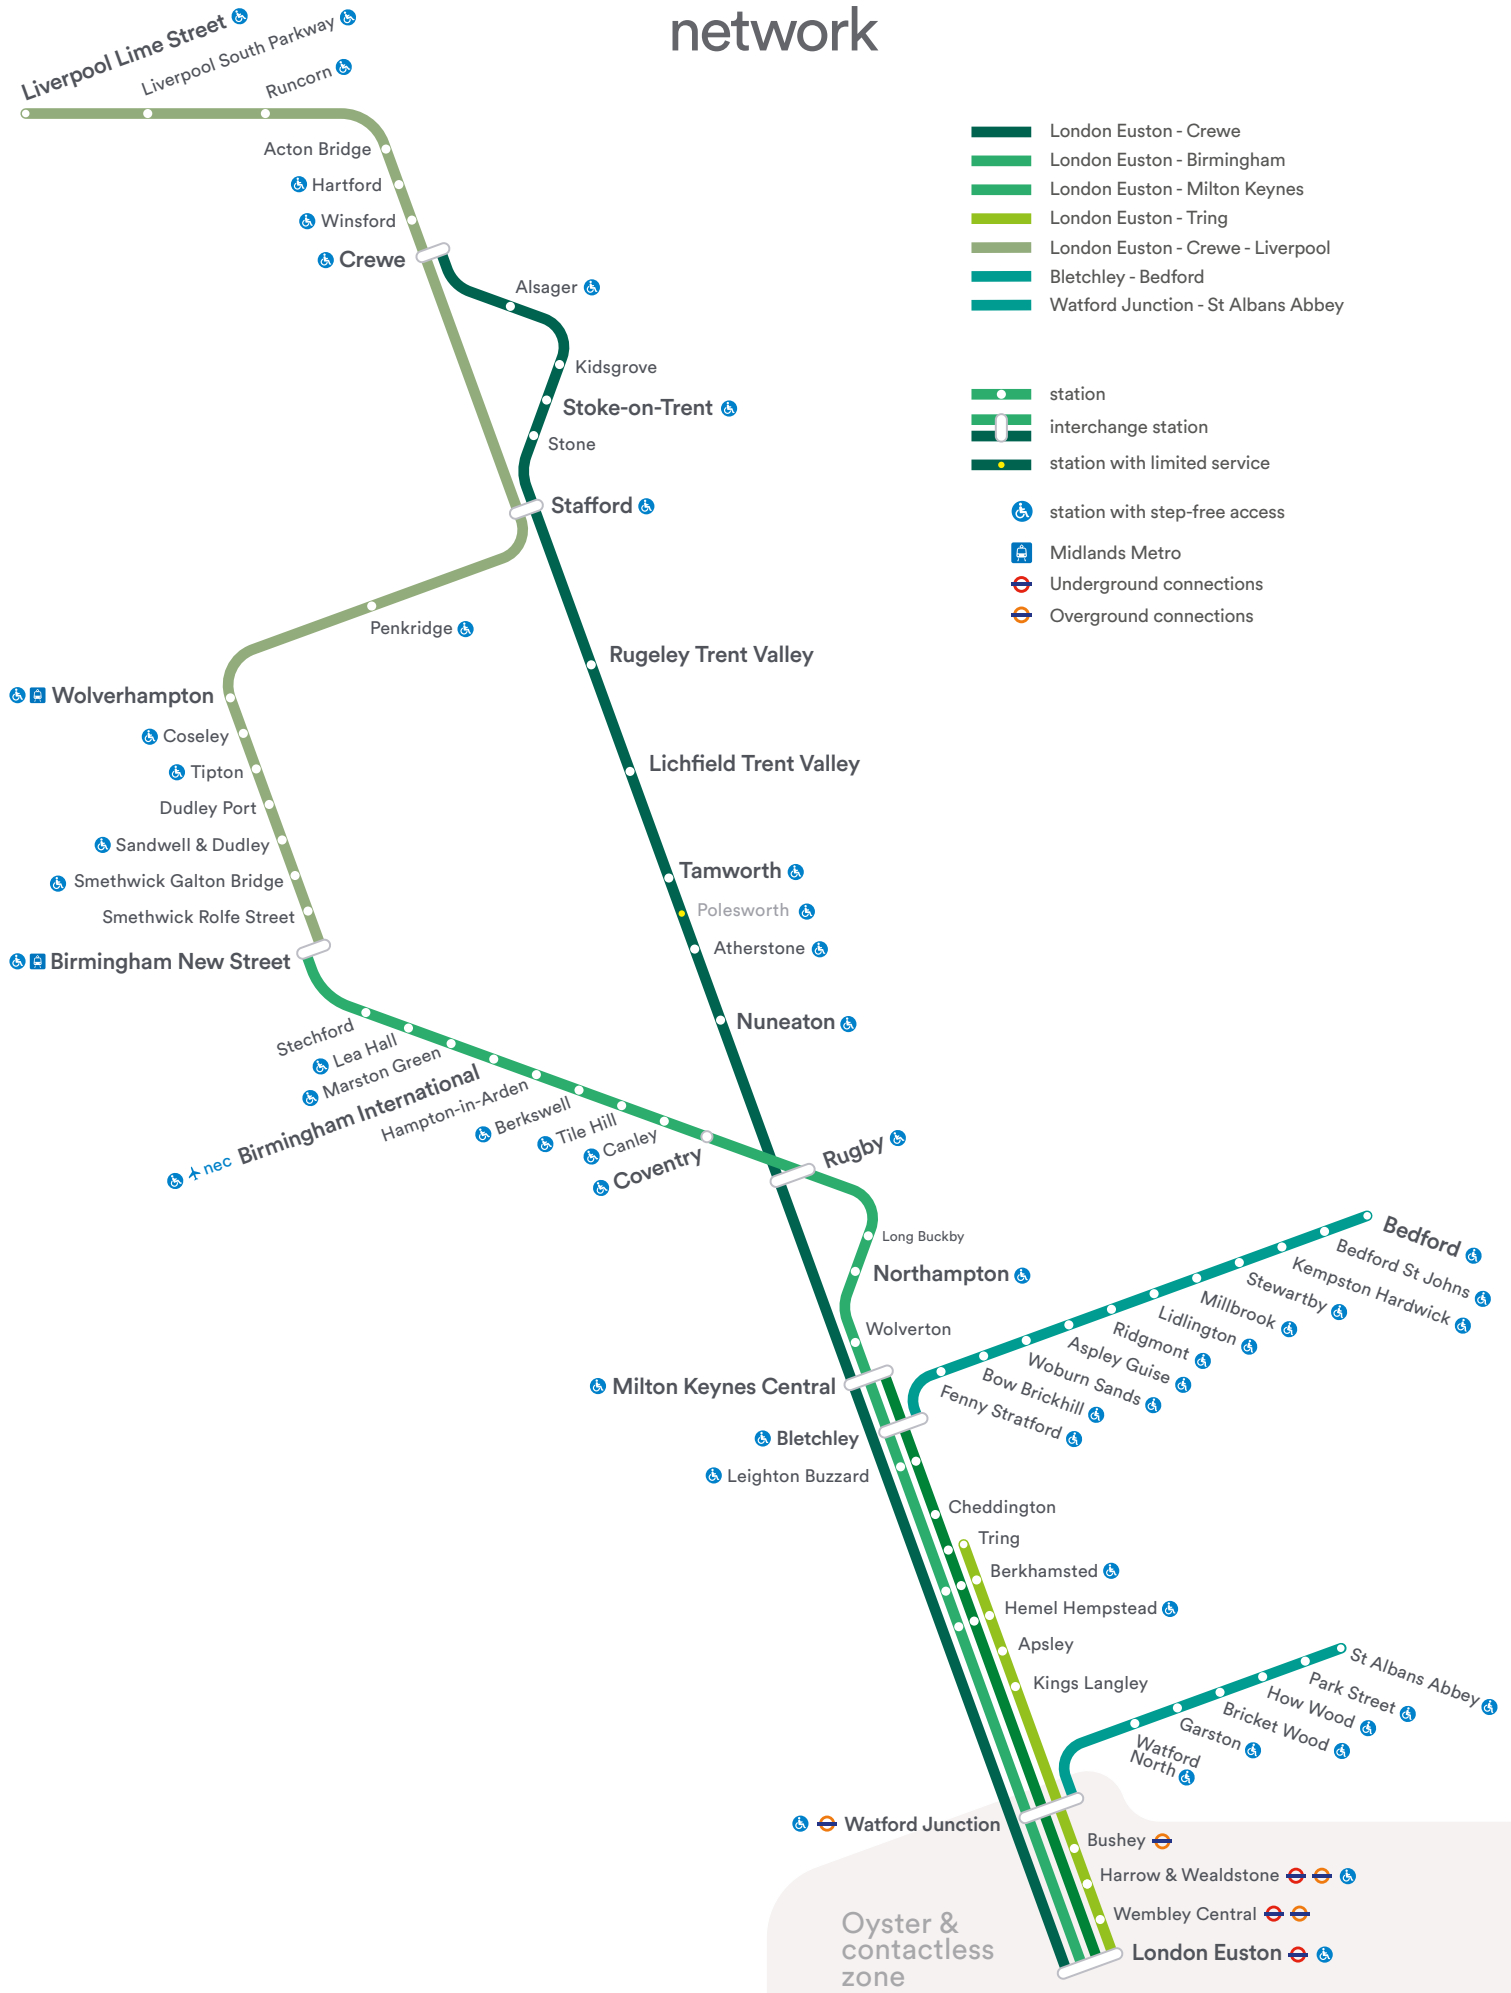 network
Liverpool Lime Street
Liverpool South Parkway
Runcorn
Acton Bridge
Hartford
Winsford
Crewe
Alsager
Kidsgrove
Stoke-on-Trent
Stone
Stafford
Penkridge
Wolverhampton
Coseley
Tipton
Dudley Port
Sandwell & Dudley
Smethwick Galton Bridge
Smethwick Rolfe Street
Birmingham New Street
London Euston - Crewe
London Euston - Birmingham
London Euston - Milton Keynes
London Euston - Tring
London Euston - Crewe - Liverpool
Bletchley - Bedford
Watford Junction - St Albans Abbey
station
interchange station
station with limited service
station with step-free access
Midlands Metro
Underground connections
Overground connections
Rugeley Trent Valley
Lichfield Trent Valley
Tamworth
Polesworth
Atherstone
Nuneaton
Stechford
Lea Hall
Marston Green
nec Birmingham International
Hampton-in-Arden
Berkswell
Tile Hill
Canley
Coventry
Rugby
Long Buckby
Northampton
Wolverton
Milton Keynes Central
Bletchley
Leighton Buzzard
Bedford
Bedford St Johns
Kempston Hardwick
Stewartby
Millbrook
Lidlington
Ridgmont
Aspley Guise
Woburn Sands
Bow Brickhill
Fenny Stratford
Cheddington
Tring
Berkhamsted
Hemel Hempstead
Apsley
Kings Langley
St Albans Abbey
Park Street
How Wood
Bricket Wood
Garston
Watford
North
Watford Junction
Bushey
Harrow & Wealdstone
Wembley Central
London Euston
Oyster &
contactless
zone